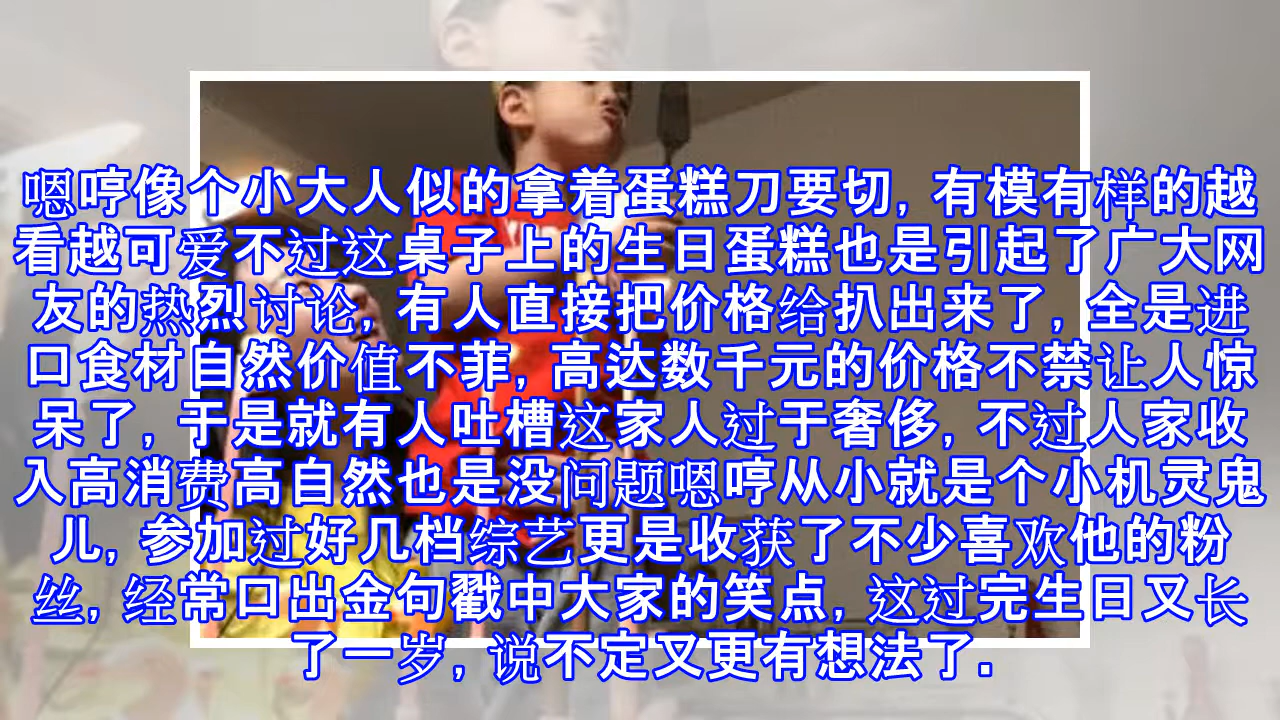 嗯哼像个小大人似的拿着蛋糕刀要切, 有模有样的越
看越可爱不过这桌子上的生日蛋糕也是引起了广大网
友的热烈讨论, 有人直接把价格给扒出来了, 全是进
口食材自然价值不菲, 高达数千元的价格不禁让人惊
呆了, 于是就有人吐槽这家人过于奢侈, 不过人家收
入高消费高自然也是没问题嗯哼从小就是个小机灵鬼
儿, 参加过好几档综艺更是收获了不少喜欢他的粉
丝, 经常口出金句戳中大家的笑点, 这过完生日又长
了一岁, 说不定又更有想法了.